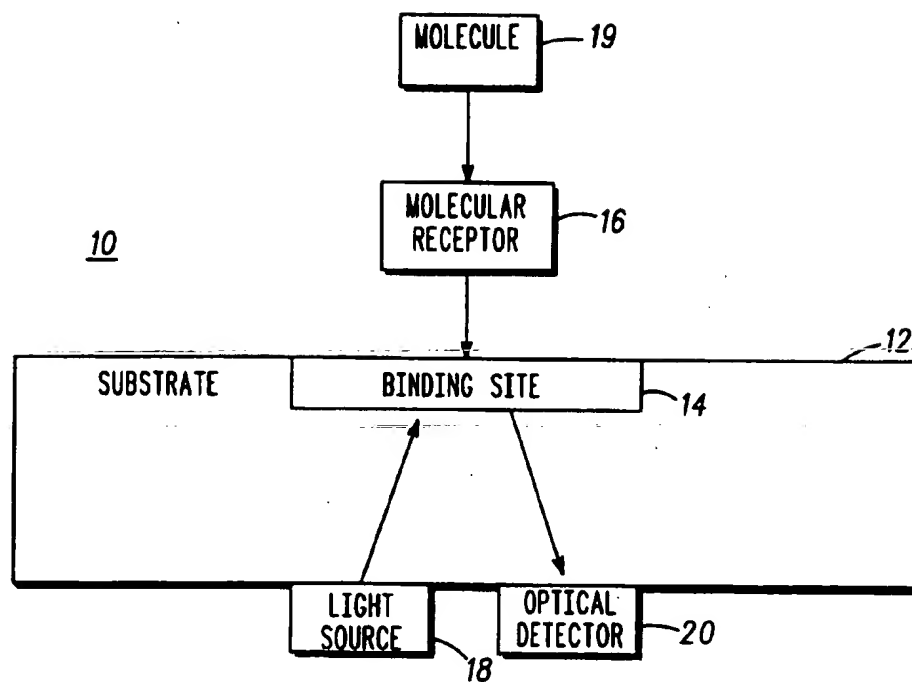 MOLECULE
19
MOLECULAR
RECEPTOR
16
10
12
SUBSTRATE
BINDING SITE
14
LIGHT
SOURCE
18
OPTICAL
DETECTOR
20